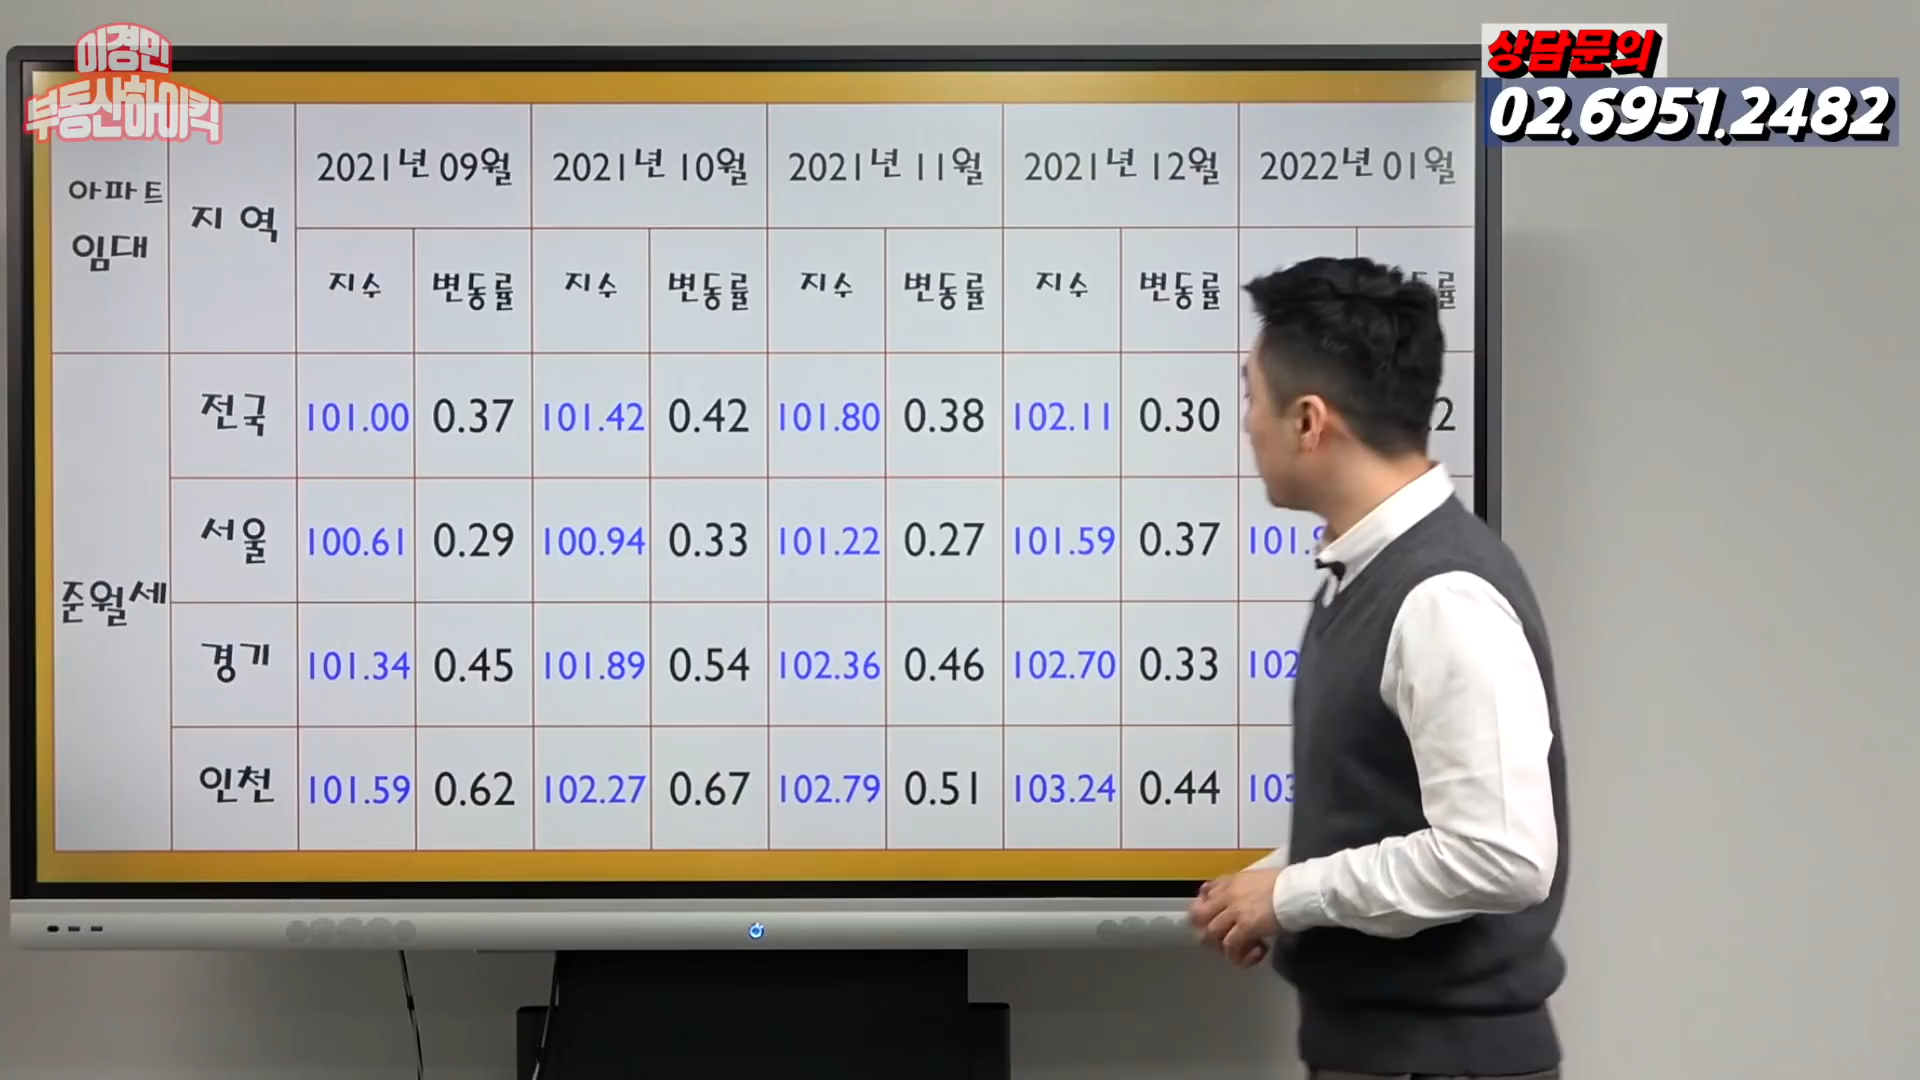 이경민
부동산하이킥
상담문의
02.6951.2482
아파트 임대 지역 2021년 09월 2021년 10월 2021년 11월 2021년 12월 2022년 01월
지수 변동률 지수 변동률 지수 변동률 지수 변동률
준월세
전국 101.00 0.37 101.42 0.42 101.80 0.38 102.11 0.30
서울 100.61 0.29 100.94 0.33 101.22 0.27 101.59 0.37
경기 101.34 0.45 101.89 0.54 102.36 0.46 102.70 0.33
인천 101.59 0.62 102.27 0.67 102.79 0.51 103.24 0.44